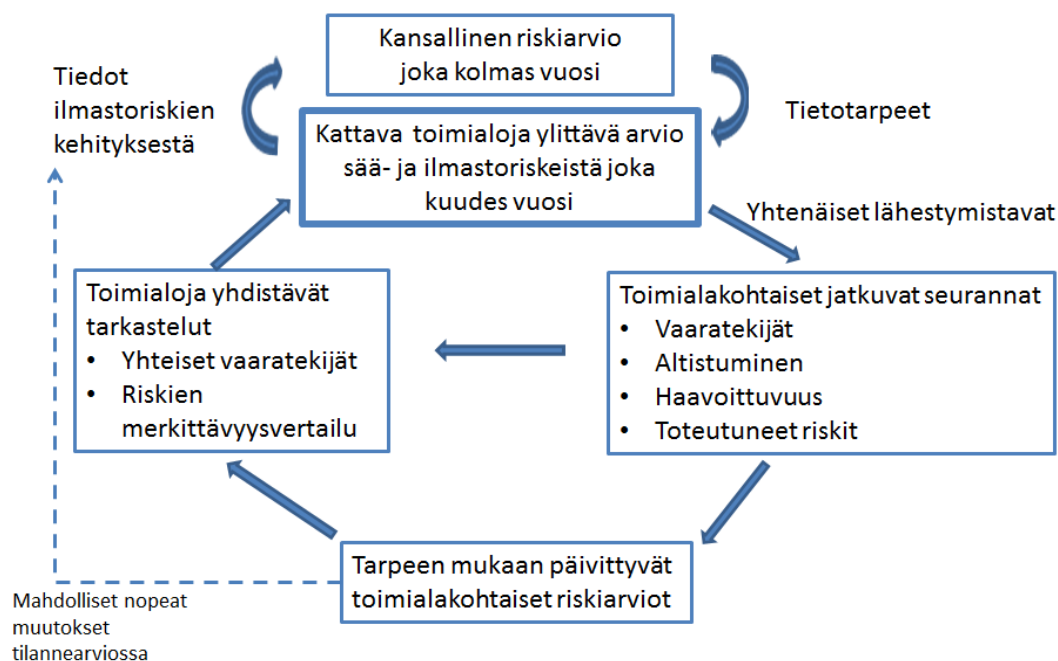 Kansallinen riskiarvio
joka kolmas vuosi
Tiedot
ilmastoriskien
kehityksestä
Tietotarpeet
Kattava toimialoja ylittävä arvio
sää- ja ilmastoriskeistä joka
kuudes vuosi
Yhtenäiset lähestymistavat
Toimialoja yhdistävät
tarkastelut
• Yhteiset vaaratekijät
• Riskien
merkittävyysvertailu
Toimialakohtaiset jatkuvat seurannat
• Vaaratekijät
• Altistuminen
• Haavoittuvuus
• Toteutuneet riskit
Tarpeen mukaan päivittyvät
toimialakohtaiset riskiarviot
Mahdolliset nopeat
muutokset
tilannearviossa